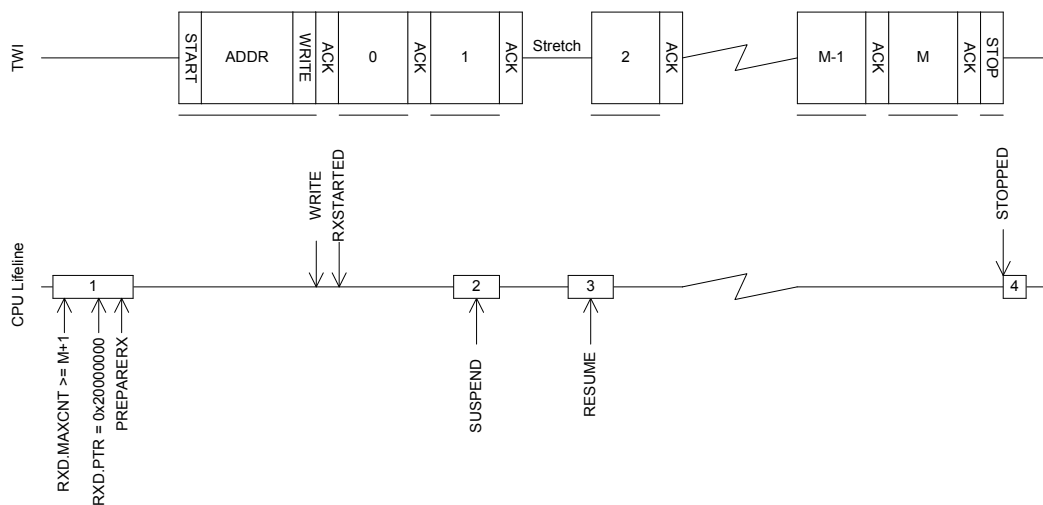 TWI
START
ADDR
WRITE
ACK
0
ACK
1
ACK
Stretch
2
ACK
M-1
ACK
M
ACK
STOP
CPU Lifeline
WRITE
RXSTARTED
STOPPED
1
2
3
4
RXD.MAXCNT >= M+1
RXD.PTR = 0x20000000
PREPARERX
SUSPEND
RESUME